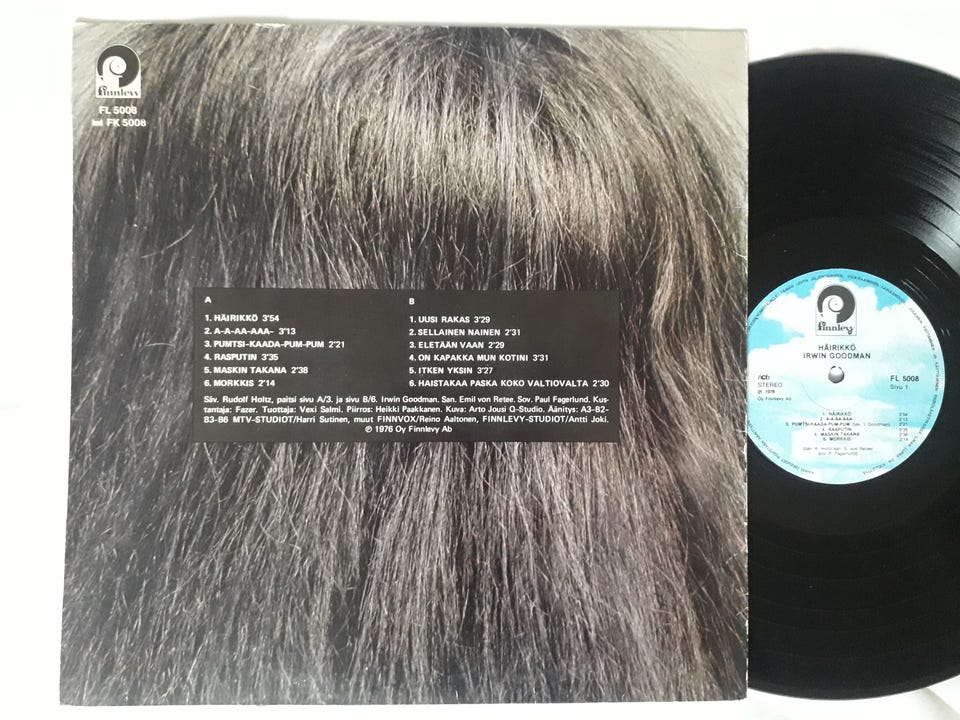 finnlevy
FL 5008
FK 5008
A
1. HÄIRIKKÖ 3'54
2. A-A-AA-AAA- 3'13
3. PUMTSI-KAADA-PUM-PUM 2'21
4. RASPUTIN 3'35
5. MASKIN TAKANA 2'38
6. MORKKIS 2'14
B
1. UUSI RAKAS 3'29
2. SELLAINEN NAINEN 2'31
3. ELETÄÄN VAAN 2'29
4. ON KAPAKKA MUN KOTINI 3'31
5. ITKEN YKSIN 3'27
6. HAISTAKAA PASKA KOKO VALTIOVALTA 2'30
Säv. Rudolf Holtz, paitsi sivu A/3. ja sivu B/6. Irwin Goodman. San. Emil von Retee. Sov. Paul Fagerlund. Kus-
tantaja: Fazer. Tuottaja: Vexi Salmi. Piirros: Heikki Paakkanen. Kuva: Arto Jousi Q-Studio. Äänitys: A3-B2-
B3-B6 MTV-STUDIOT/Harri Sutinen, muut FINNVOX/Reino Aaltonen, FINNLEVY-STUDIOT/Antti Joki.
℗ 1976 Oy Finnlevy Ab
finnlevy
HÄIRIKKÖ
IRWIN GOODMAN
ncb
STEREO
℗ 1976
Oy Finnlevy Ab
FL 5008
Sivu 1
1. HÄIRIKKÖ
2. A-A-AA-AAA
3. PUMTSI-KAADA-PUM-PUM (Säv. I. Goodman)
4. RASPUTIN
5. MASKIN TAKANA
6. MORKKIS